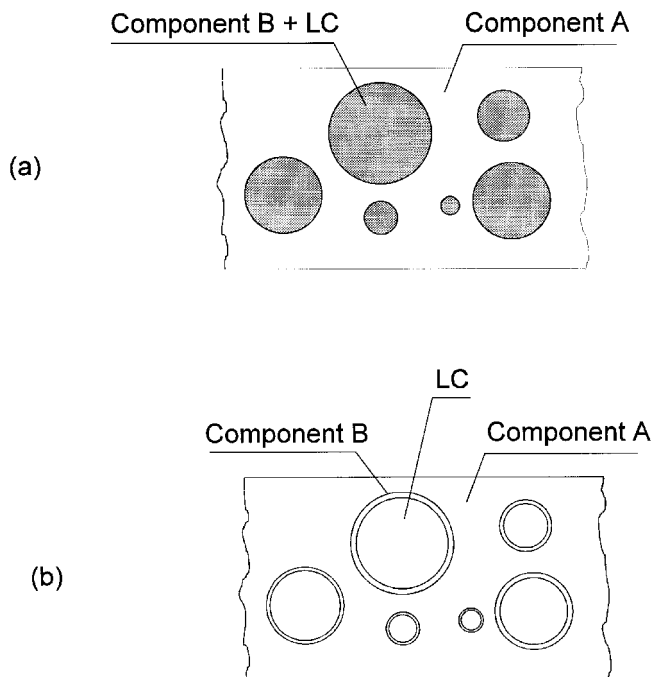 Component B + LC
Component A
(a)
LC
Component B
Component A
(b)